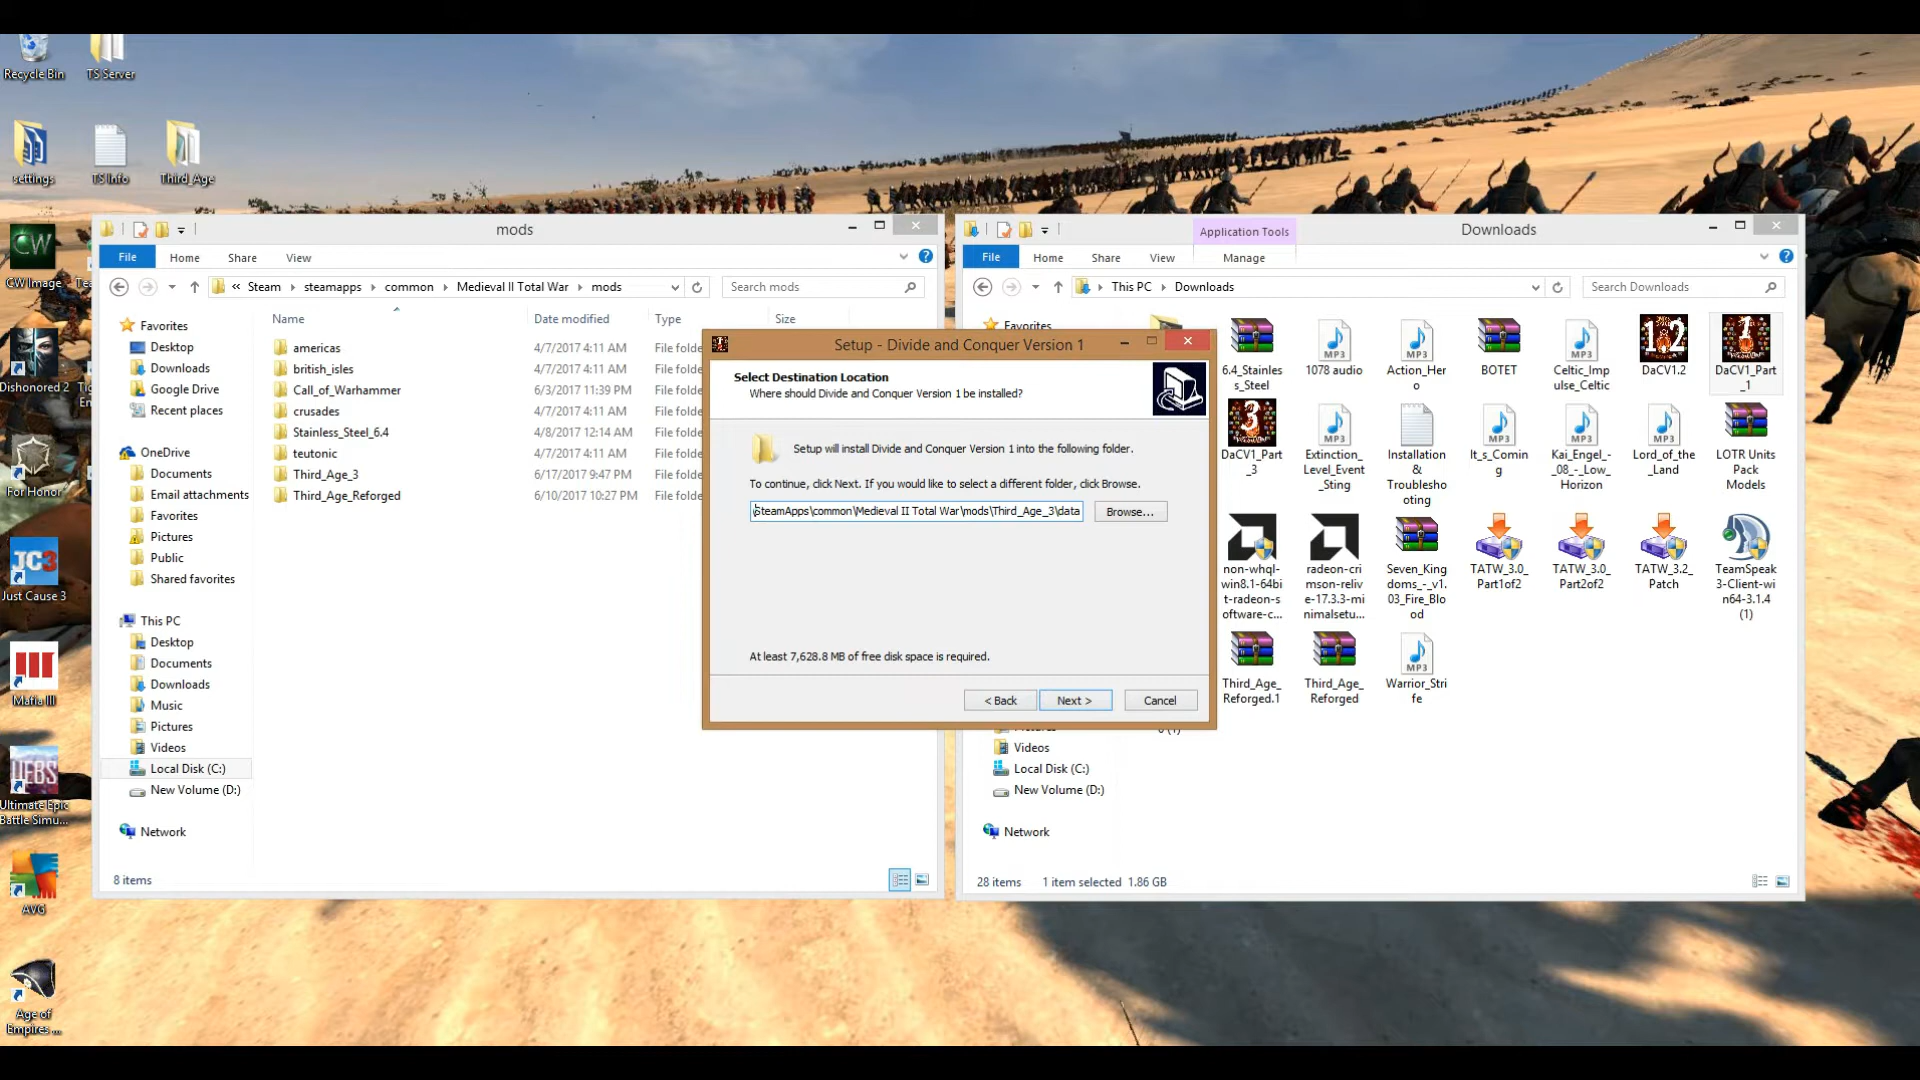 Recycle Bin
TS Server
settings
TS Info
Third_Age
CW Image
Dishonored 2
For Honor
Just Cause 3
Mafia III
Ultimate Epic
Battle Simu...
AVG
Age of
Empires ...
mods
File
Home
Share
View
« Steam › steamapps › common › Medieval II Total War › mods
Search mods
Favorites
Desktop
Downloads
Google Drive
Recent places
OneDrive
Documents
Email attachments
Favorites
Pictures
Public
Shared favorites
This PC
Desktop
Documents
Downloads
Music
Pictures
Videos
Local Disk (C:)
New Volume (D:)
Network
Name Date modified Type Size
americas 4/7/2017 4:11 AM File folde
british_isles 4/7/2017 4:11 AM File folde
Call_of_Warhammer 6/3/2017 11:39 PM File folde
crusades 4/7/2017 4:11 AM File folde
Stainless_Steel_6.4 4/8/2017 12:14 AM File folde
teutonic 4/7/2017 4:11 AM File folde
Third_Age_3 6/17/2017 9:47 PM File folde
Third_Age_Reforged 6/10/2017 10:27 PM File folde
8 items
Application Tools
Downloads
File
Home
Share
View
Manage
This PC › Downloads
Search Downloads
Favorites
Videos
Local Disk (C:)
New Volume (D:)
Network
6.4_Stainles
s_Steel
MP3
1078 audio
MP3
Action_Her
o
BOTET
MP3
Celtic_Imp
ulse_Celtic
1.2
DaCV1.2
1
DaCV1_Part
_1
3
DaCV1_Part
_3
MP3
Extinction_
Level_Event
_Sting
Installation
&
Troublesho
oting
MP3
It_s_Comin
g
MP3
Kai_Engel_-
_08_-_Low_
Horizon
MP3
Lord_of_the
_Land
LOTR Units
Pack
Models
non-whql-
win8.1-64bi
t-radeon-s
oftware-c...
radeon-cri
mson-reliv
e-17.3.3-mi
nimalsetu...
Seven_King
doms_-_v1.
03_Fire_Blo
od
TATW_3.0_
Part1of2
TATW_3.0_
Part2of2
TATW_3.2_
Patch
TeamSpeak
3-Client-wi
n64-3.1.4
(1)
Third_Age_
Reforged.1
Third_Age_
Reforged
MP3
Warrior_Stri
fe
28 items 1 item selected 1.86 GB
Setup - Divide and Conquer Version 1
Select Destination Location
Where should Divide and Conquer Version 1 be installed?
Setup will install Divide and Conquer Version 1 into the following folder.
To continue, click Next. If you would like to select a different folder, click Browse.
\SteamApps\common\Medieval II Total War\mods\Third_Age_3\data
Browse...
At least 7,628.8 MB of free disk space is required.
< Back
Next >
Cancel